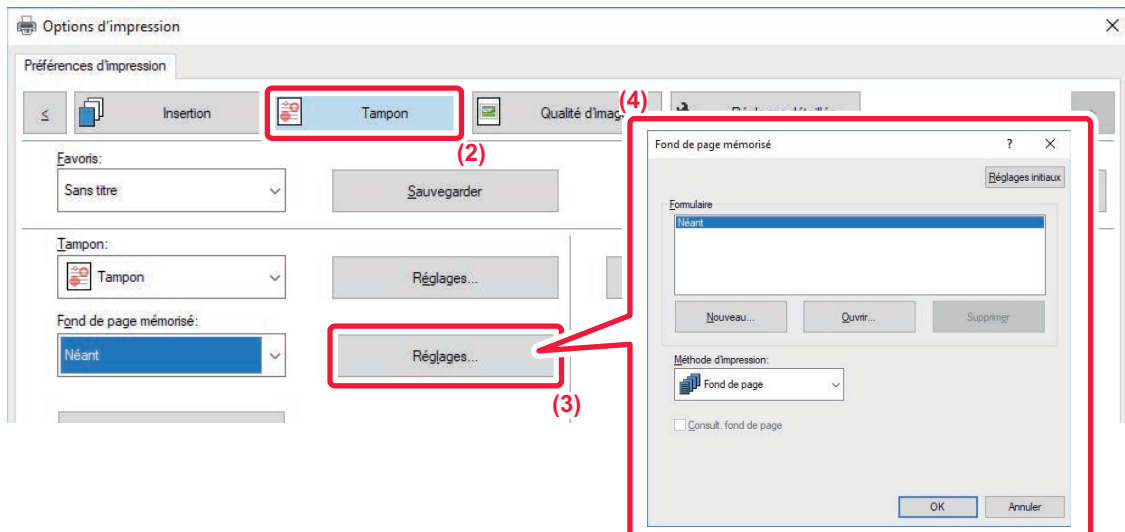 Options d'impression
Préférences d'impression
Insertion
Tampon
Qualité d'imag
(4)
(2)
Favoris:
Sans titre
Sauvegarder
Tampon:
Tampon
Réglages...
Fond de page mémorisé:
Néant
Réglages...
(3)
Fond de page mémorisé
?
Réglages initiaux
Formulaire
Néant
Nouveau...
Ouvrir...
Supprimer
Méthode d'impression:
Fond de page
Consult. fond de page
OK
Annuler